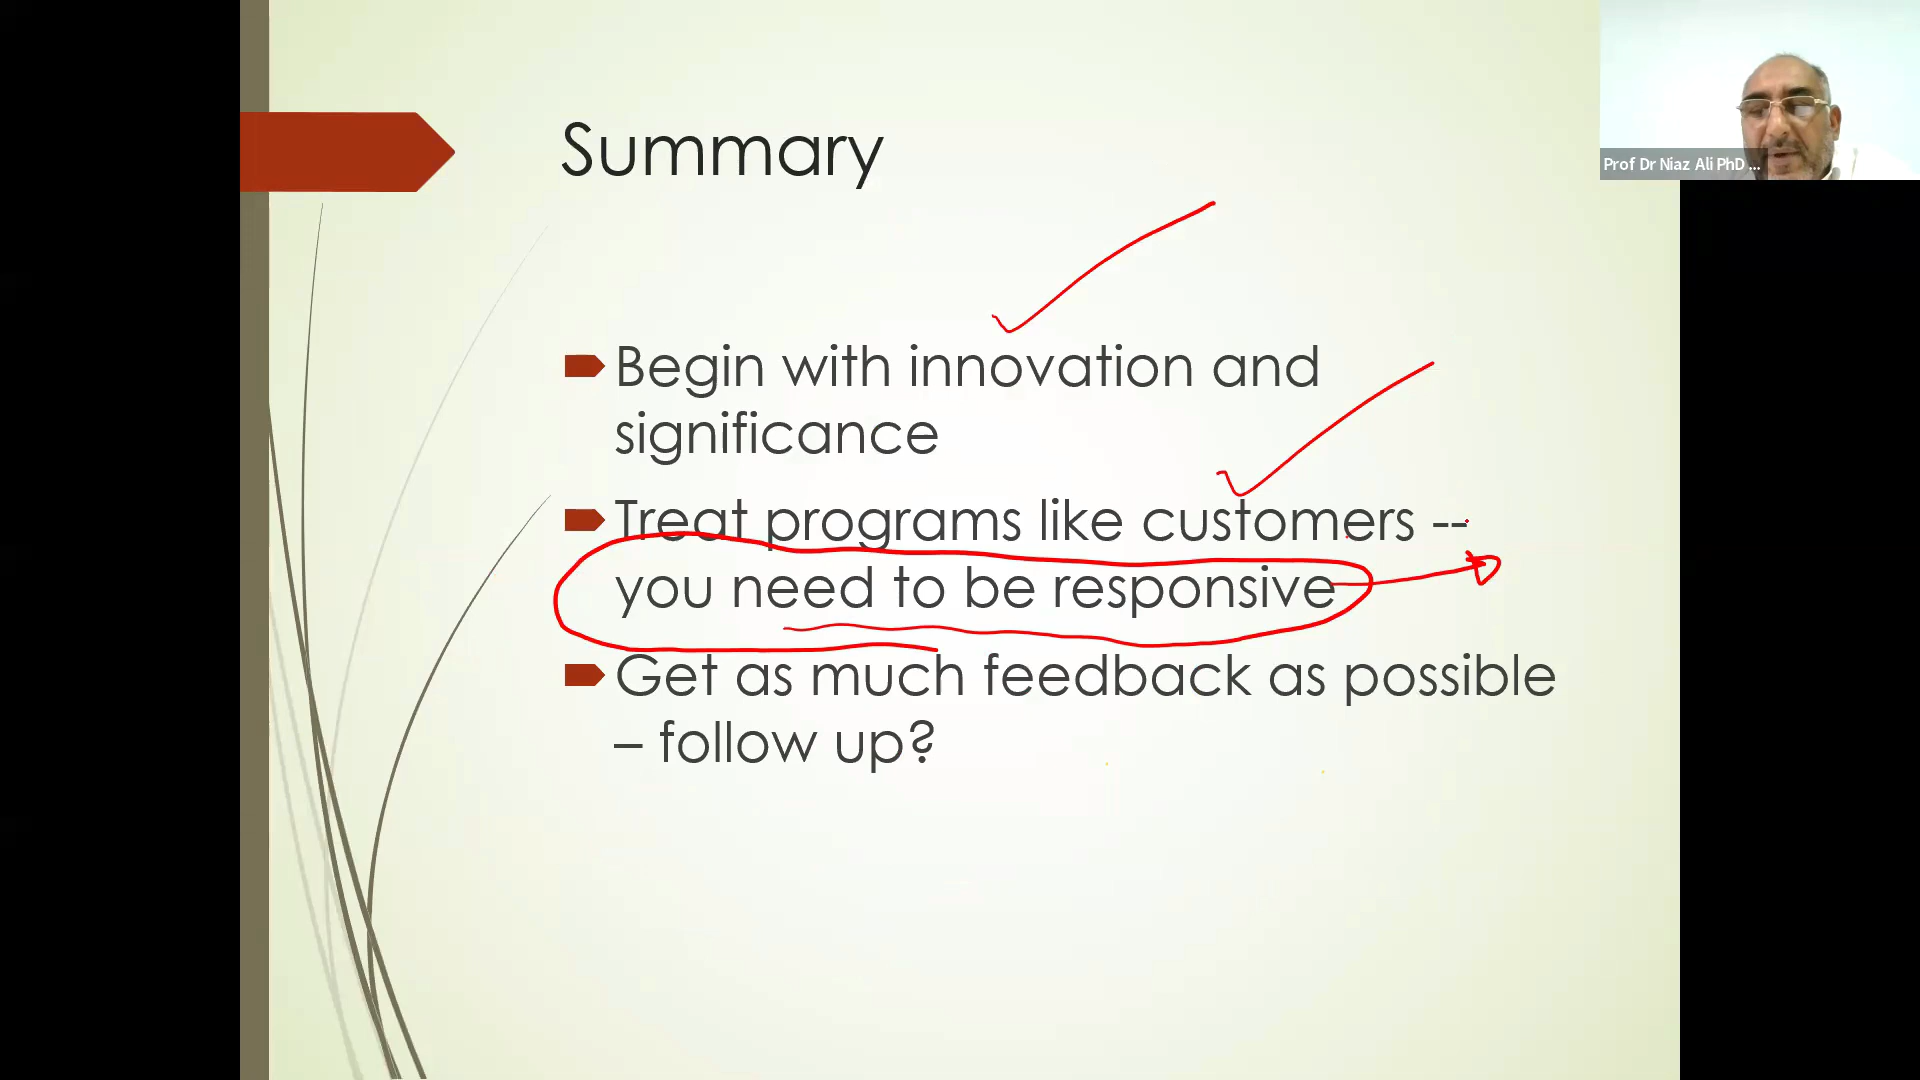 Summary
Begin with innovation and
significance
Treat programs like customers --
you need to be responsive
Get as much feedback as possible
– follow up?
Prof Dr Niaz Ali PhD ...